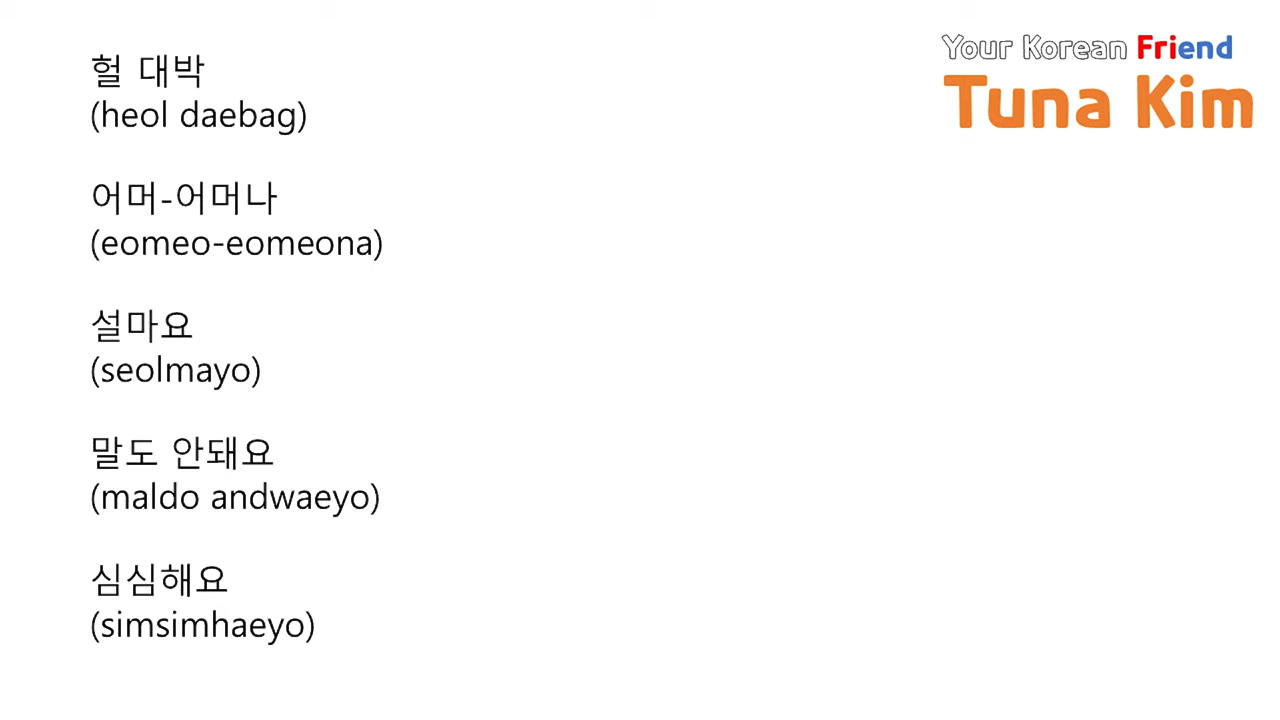 헐 대박
(heol daebag)
어머-어머나
(eomeo-eomeona)
설마요
(seolmayo)
말도 안돼요
(maldo andwaeyo)
심심해요
(simsimhaeyo)
Your Korean Friend
Tuna Kim